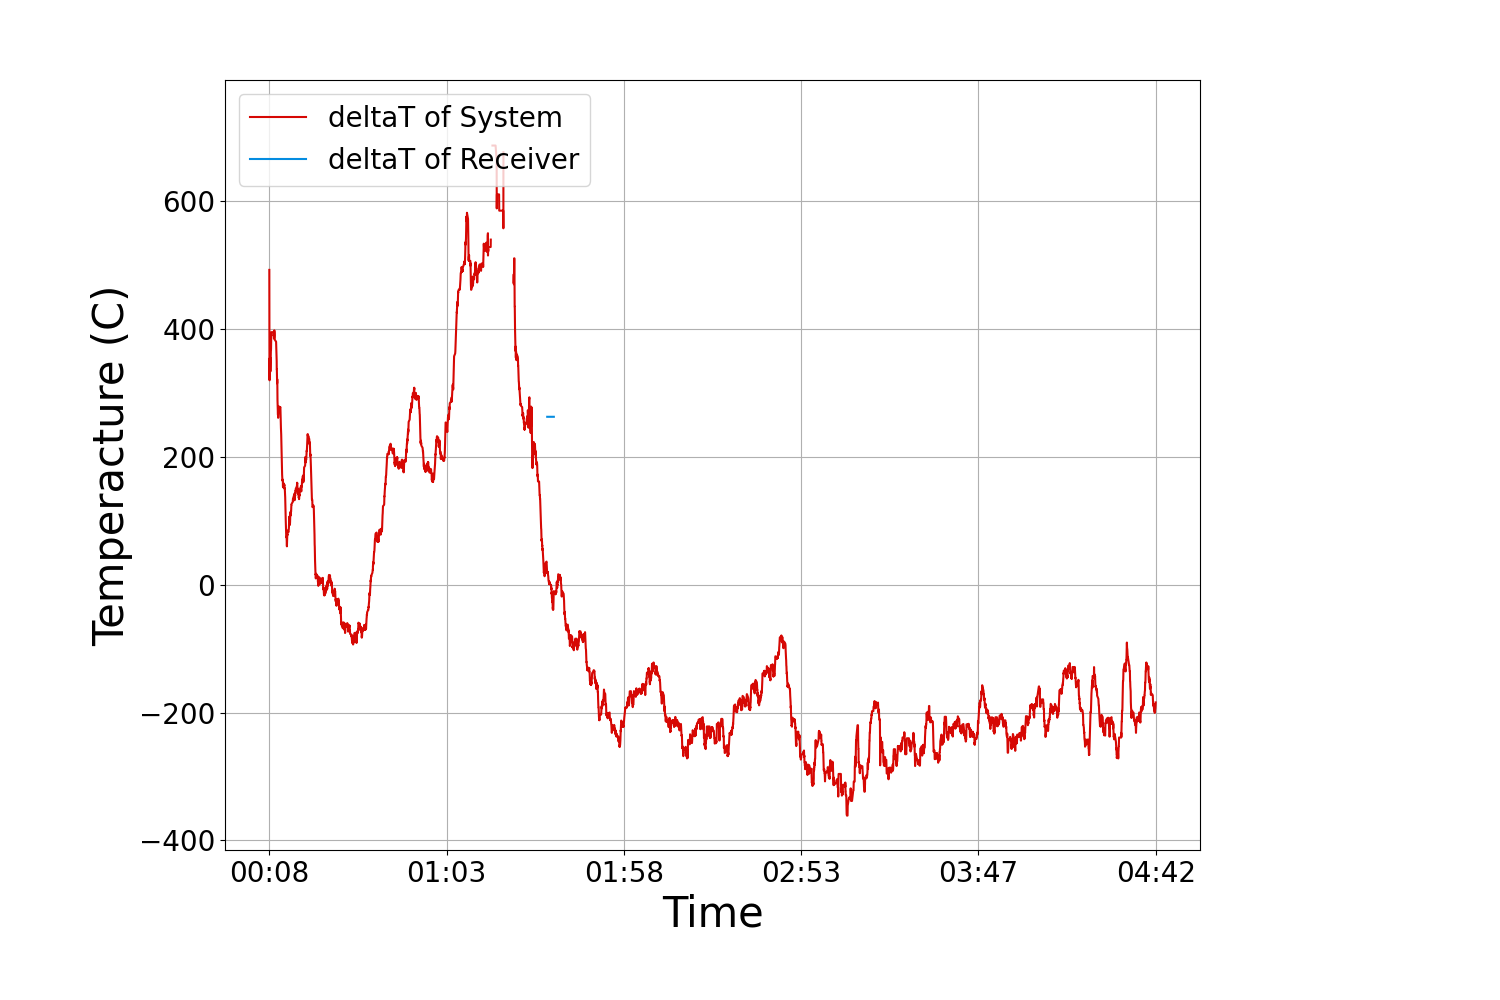 deltaT of System
deltaT of Receiver
600
400
200
0
−200
−400
Temperacture (C)
00:08 01:03 01:58 02:53 03:47 04:42
Time